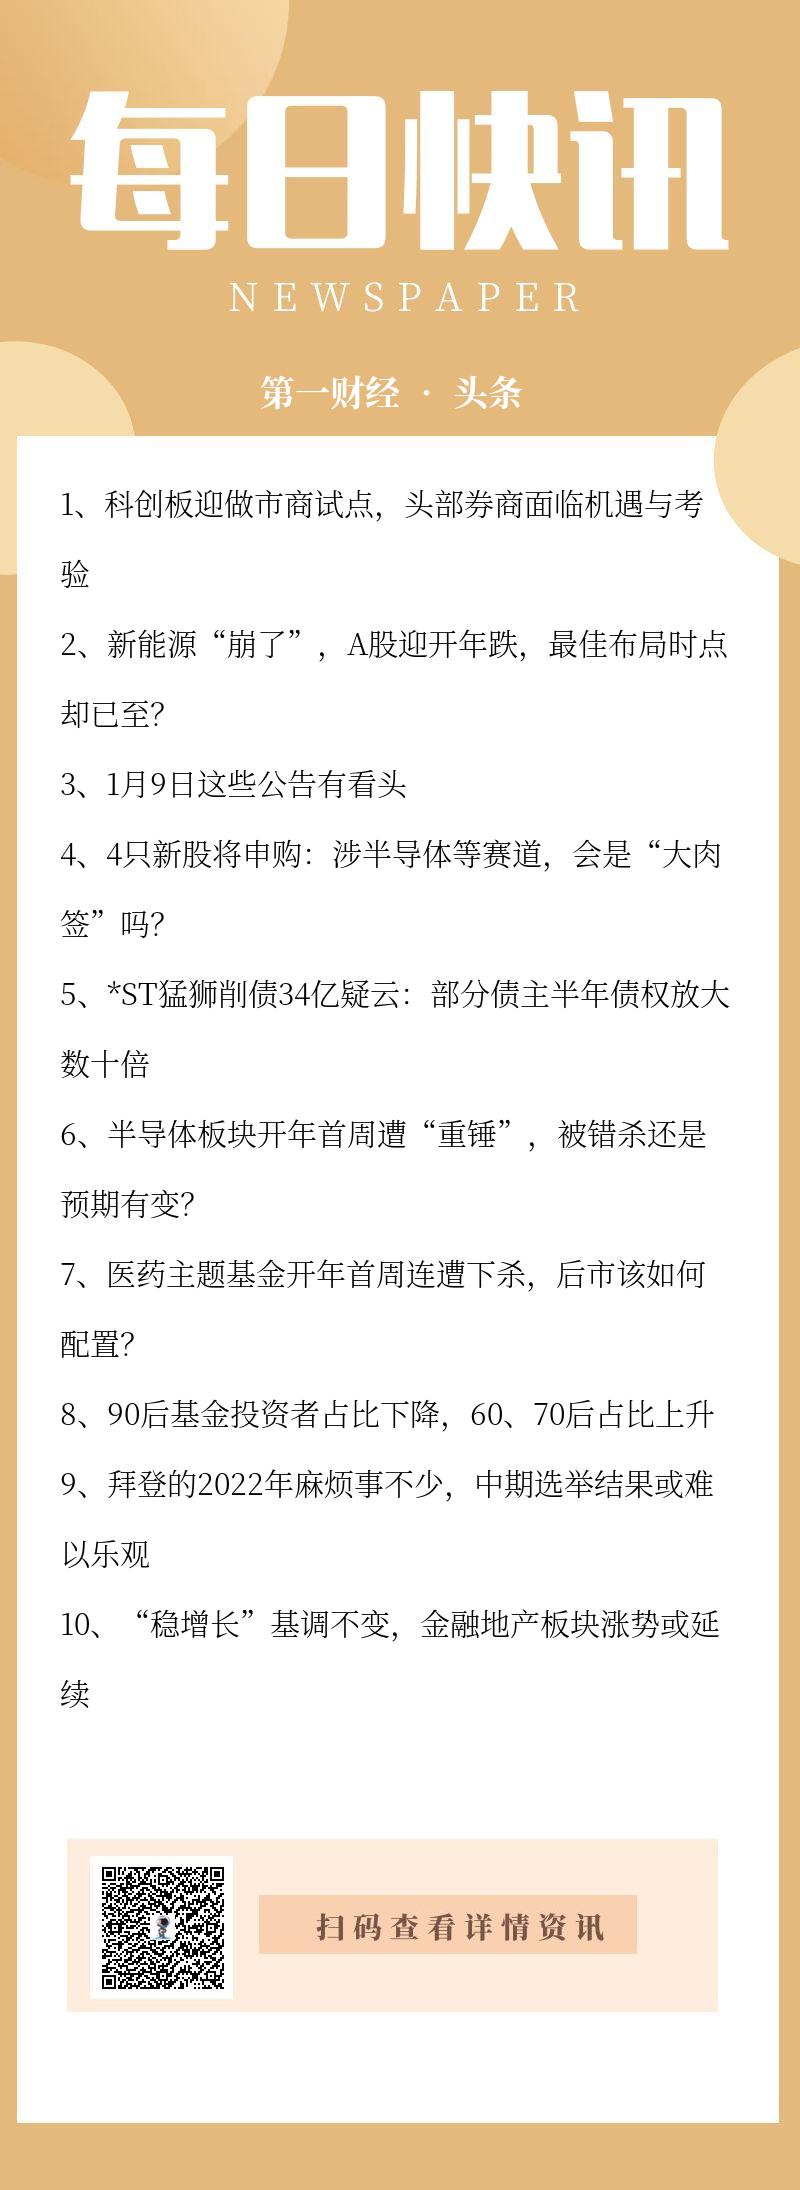 每日快讯
NEWSPAPER
第一财经 · 头条
1、科创板迎做市商试点，头部券商面临机遇与考
验
2、新能源“崩了”，A股迎开年跌，最佳布局时点
却已至？
3、1月9日这些公告有看头
4、4只新股将申购：涉半导体等赛道，会是“大肉
签”吗？
5、*ST猛狮削债34亿疑云：部分债主半年债权放大
数十倍
6、半导体板块开年首周遭“重锤”，被错杀还是
预期有变？
7、医药主题基金开年首周连遭下杀，后市该如何
配置？
8、90后基金投资者占比下降，60、70后占比上升
9、拜登的2022年麻烦事不少，中期选举结果或难
以乐观
10、“稳增长”基调不变，金融地产板块涨势或延
续
扫码查看详情资讯